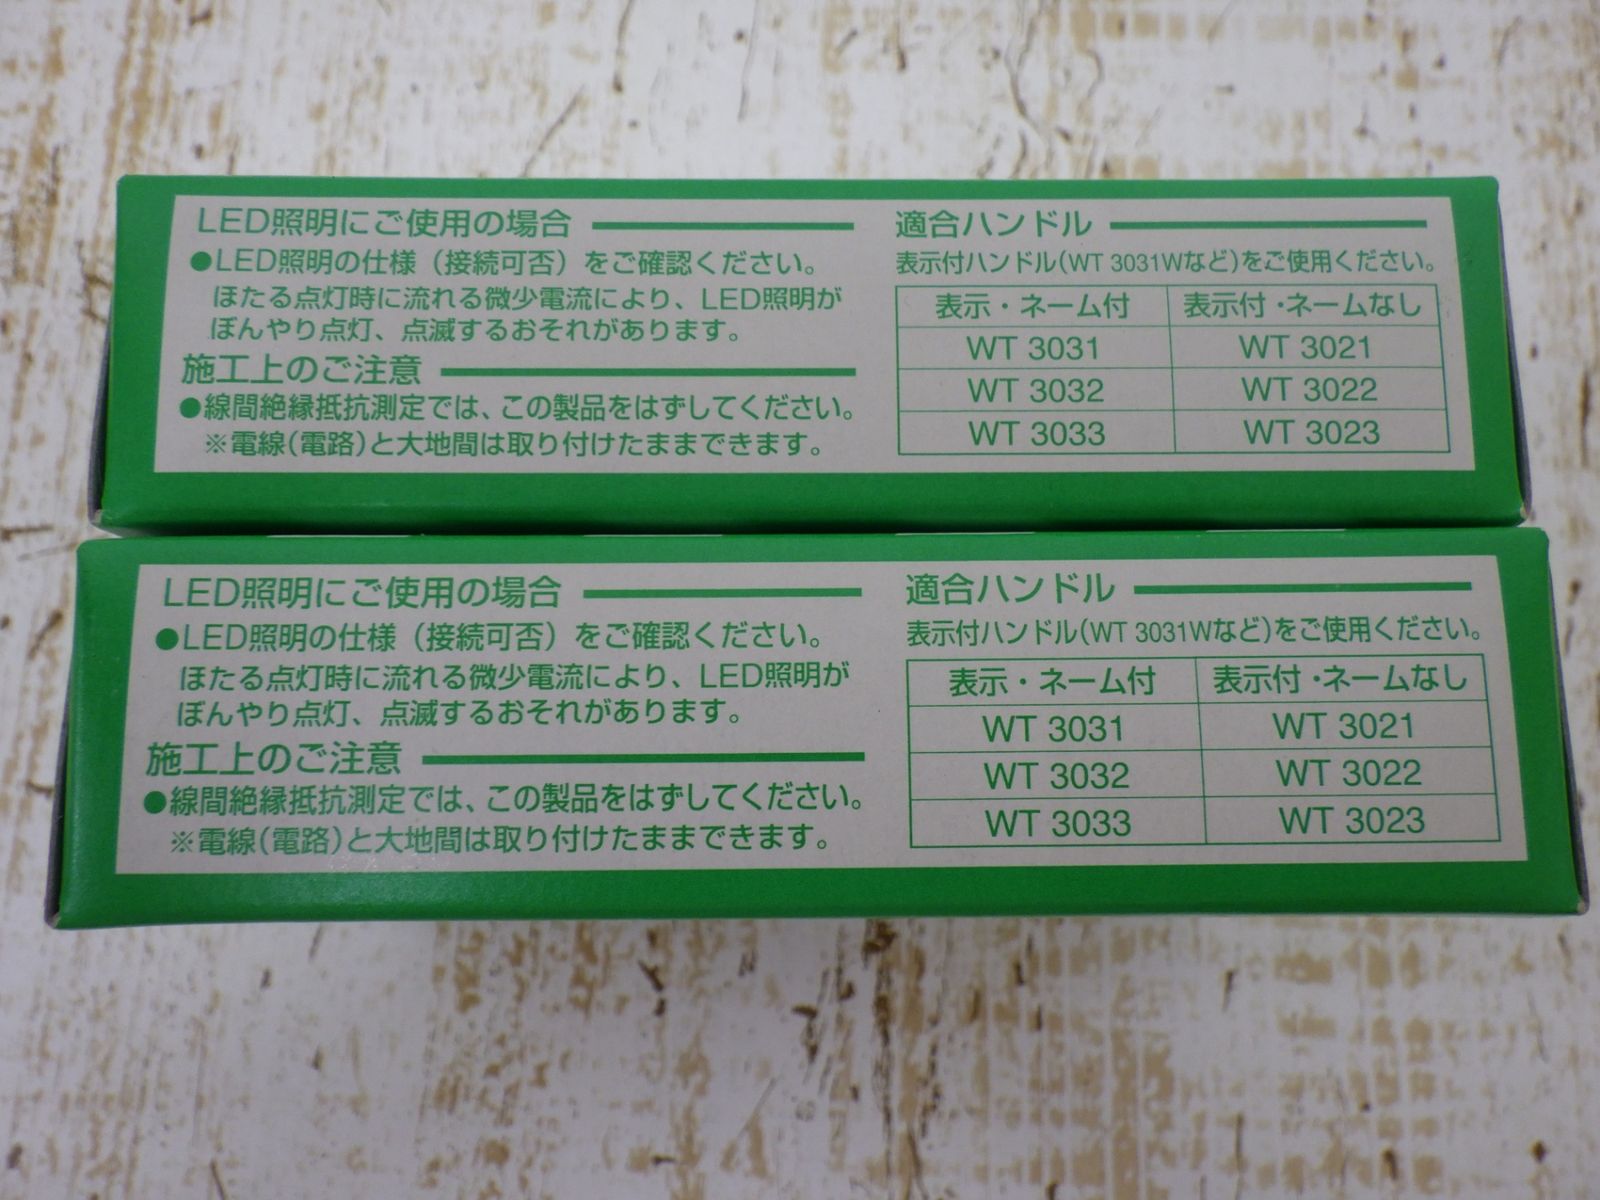 LED照明にご使用の場合
●LED照明の仕様（接続可否）をご確認ください。
ほたる点灯時に流れる微少電流により、LED照明が
ぼんやり点灯、点滅するおそれがあります。
施工上のご注意
●線間絶縁抵抗測定では、この製品をはずしてください。
※電線(電路)と大地間は取り付けたままできます。
適合ハンドル
表示付ハンドル(WT 3031Wなど)をご使用ください。
表示・ネーム付 表示付・ネームなし
WT 3031 WT 3021
WT 3032 WT 3022
WT 3033 WT 3023
LED照明にご使用の場合
●LED照明の仕様（接続可否）をご確認ください。
ほたる点灯時に流れる微少電流により、LED照明が
ぼんやり点灯、点滅するおそれがあります。
施工上のご注意
●線間絶縁抵抗測定では、この製品をはずしてください。
※電線(電路)と大地間は取り付けたままできます。
適合ハンドル
表示付ハンドル(WT 3031Wなど)をご使用ください。
表示・ネーム付 表示付・ネームなし
WT 3031 WT 3021
WT 3032 WT 3022
WT 3033 WT 3023